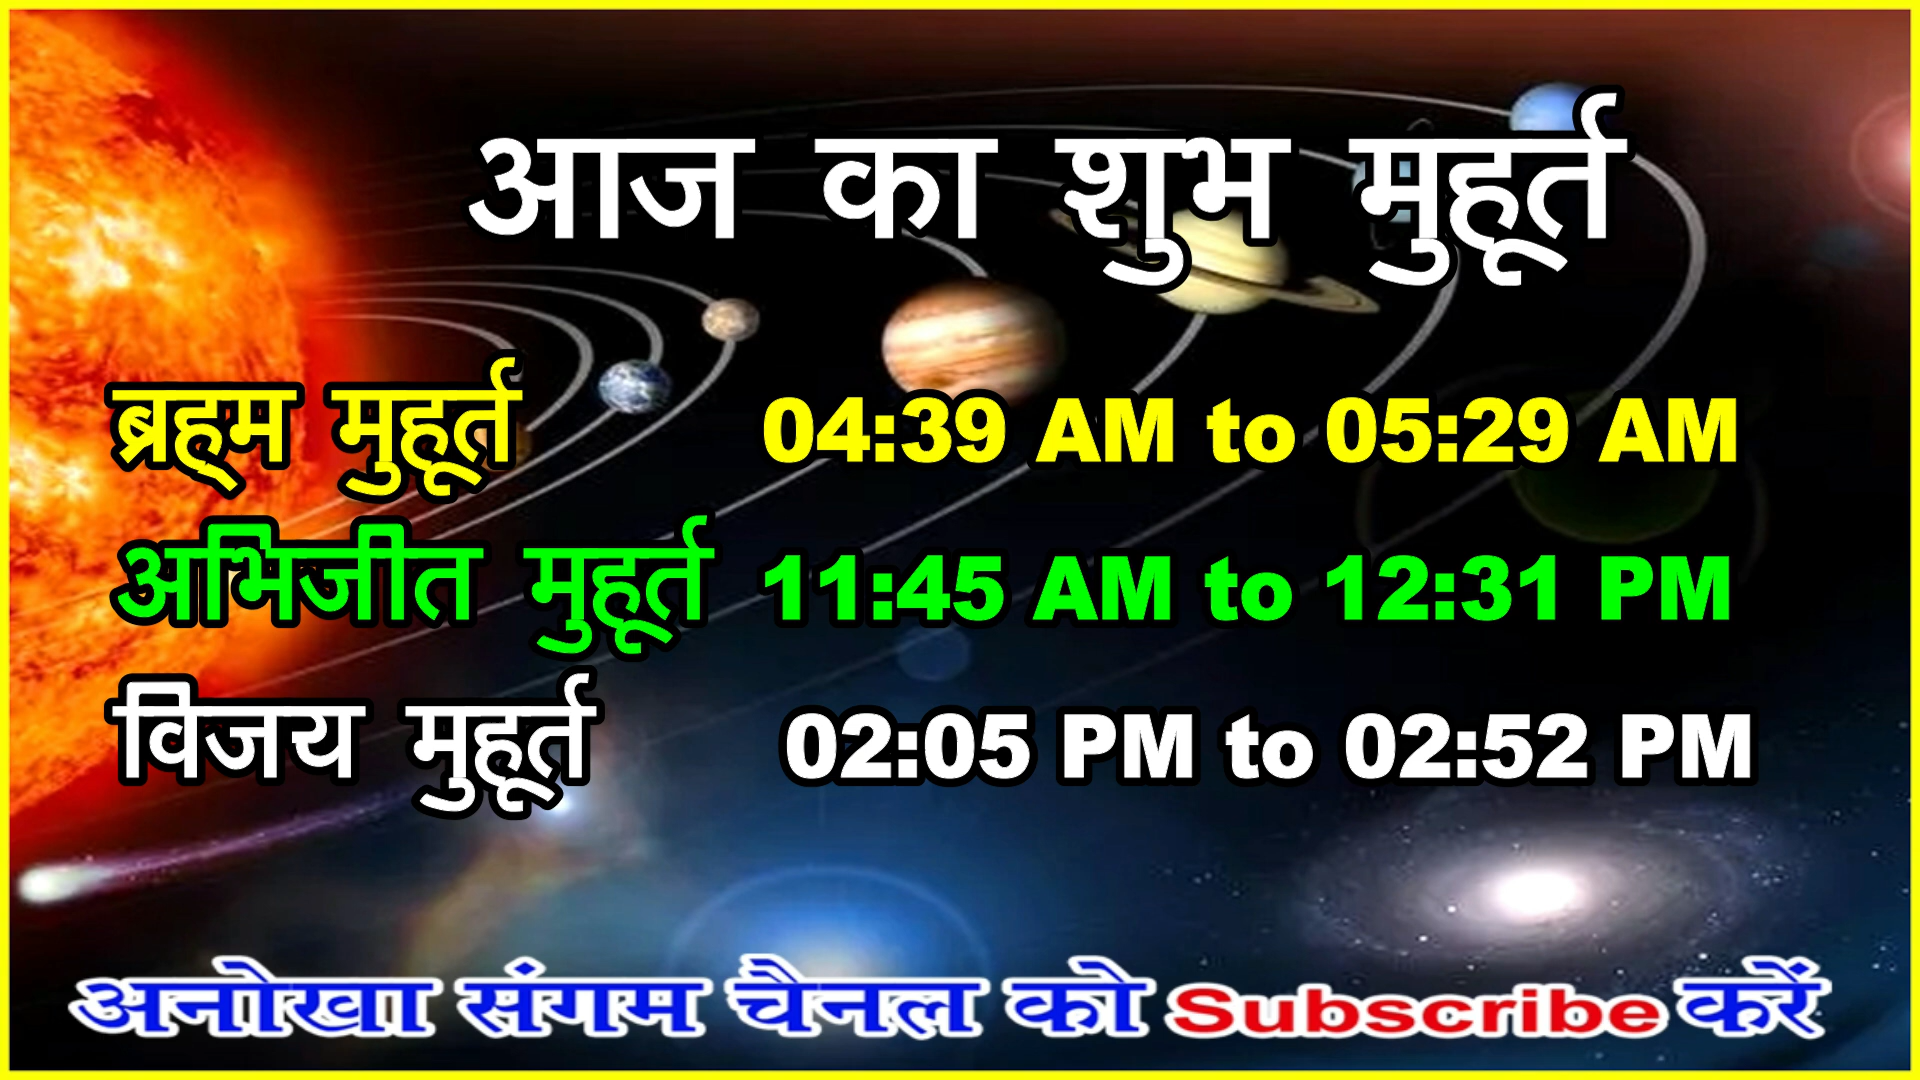 आज का शुभ मुहूर्त
ब्रह्म मुहूर्त 04:39 AM to 05:29 AM
अभिजीत मुहूर्त 11:45 AM to 12:31 PM
विजय मुहूर्त 02:05 PM to 02:52 PM
अनोखा संगम चैनल को Subscribe करें